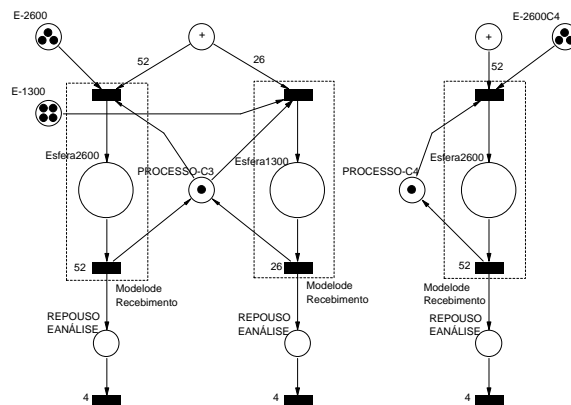 E-2600
E-2600C4
52
26
52
E-1300
Esfera2600
PROCESSO-C3
Esfera1300
PROCESSO-C4
Esfera2600
52
26
52
Modelode
Recebimento
Modelode
Recebimento
Modelode
Recebimento
REPOUSO
EANÁLISE
REPOUSO
EANÁLISE
REPOUSO
EANÁLISE
4
4
4